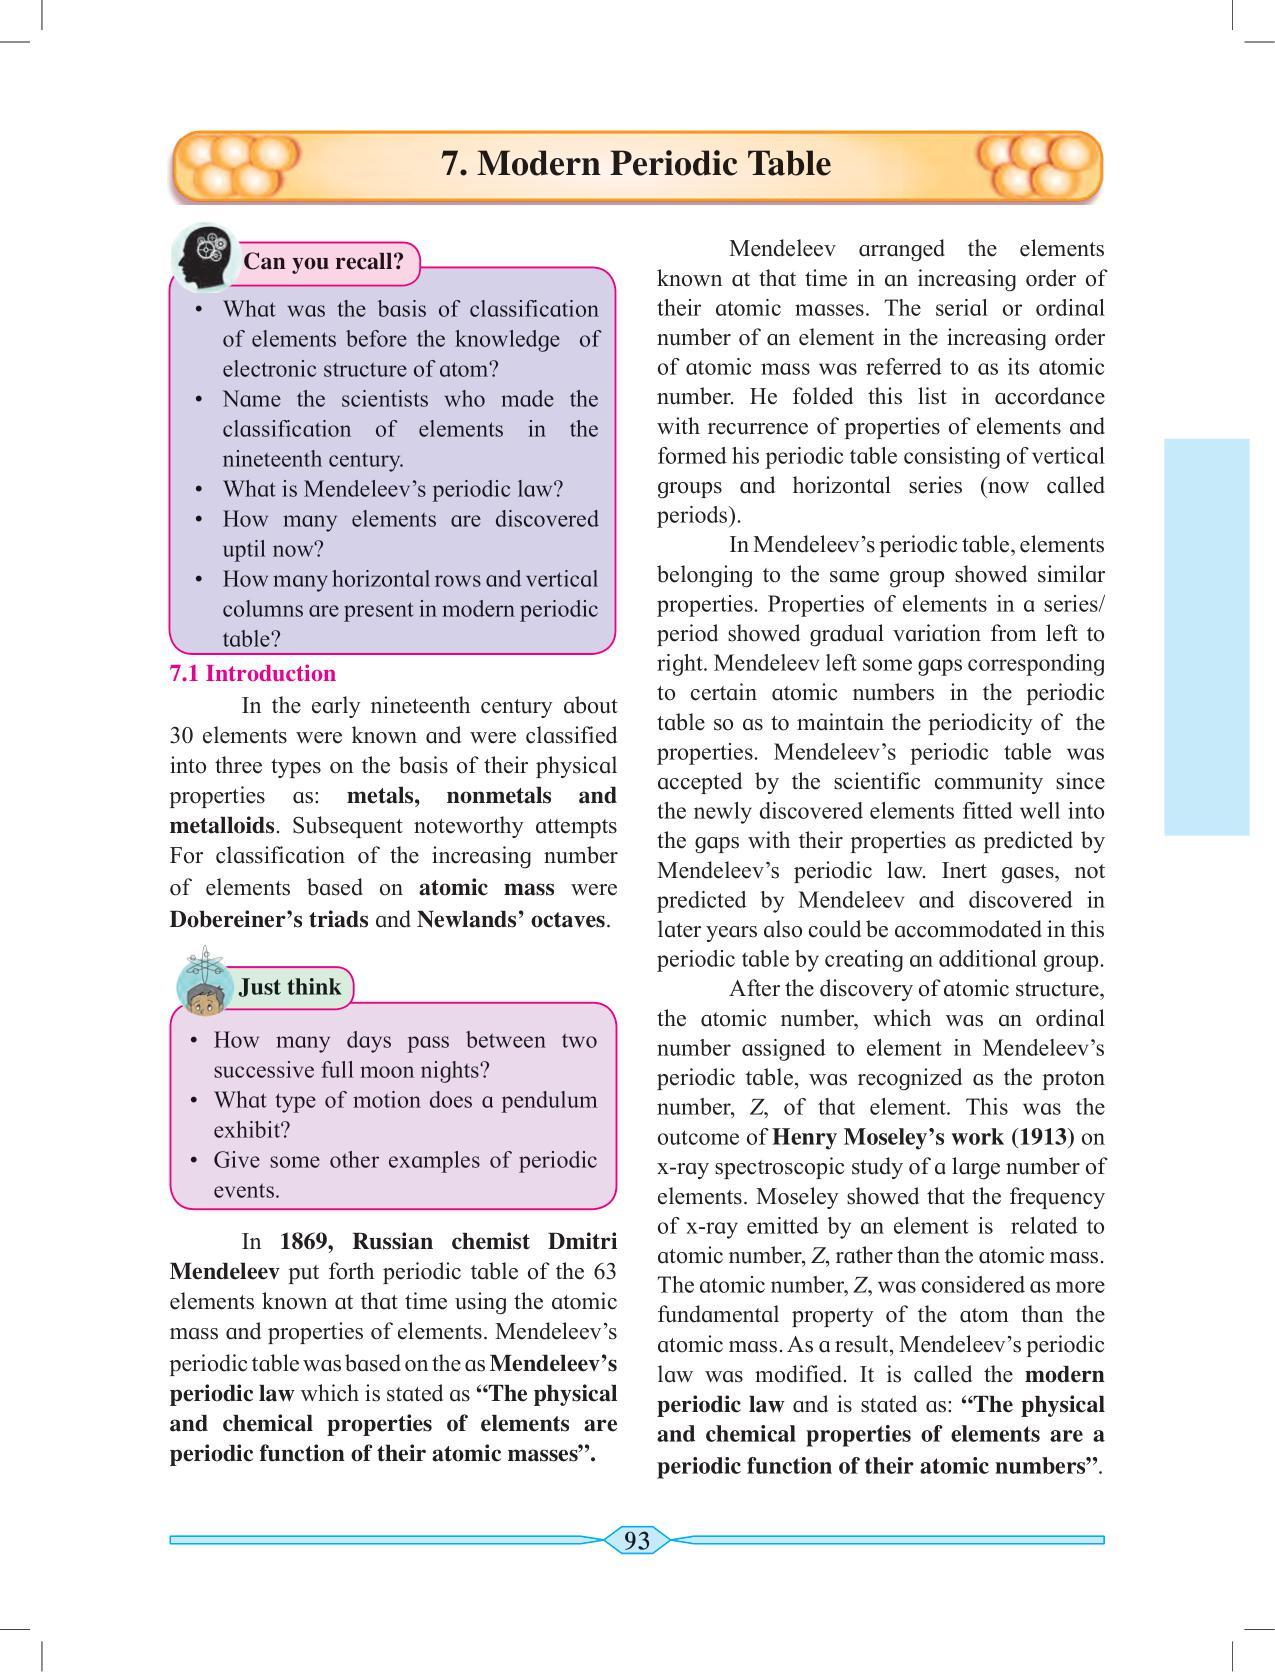 7. Modern Periodic Table
Can you recall?
• What was the basis of classification
of elements before the knowledge of
electronic structure of atom?
• Name the scientists who made the
classification of elements in the
nineteenth century.
• What is Mendeleev’s periodic law?
• How many elements are discovered
uptil now?
• How many horizontal rows and vertical
columns are present in modern periodic
table?
7.1 Introduction
In the early nineteenth century about
30 elements were known and were classified
into three types on the basis of their physical
properties as: metals, nonmetals and
metalloids. Subsequent noteworthy attempts
For classification of the increasing number
of elements based on atomic mass were
Dobereiner’s triads and Newlands’ octaves.
Just think
• How many days pass between two
successive full moon nights?
• What type of motion does a pendulum
exhibit?
• Give some other examples of periodic
events.
In 1869, Russian chemist Dmitri
Mendeleev put forth periodic table of the 63
elements known at that time using the atomic
mass and properties of elements. Mendeleev’s
periodic table was based on the as Mendeleev’s
periodic law which is stated as “The physical
and chemical properties of elements are
periodic function of their atomic masses”.
Mendeleev arranged the elements
known at that time in an increasing order of
their atomic masses. The serial or ordinal
number of an element in the increasing order
of atomic mass was referred to as its atomic
number. He folded this list in accordance
with recurrence of properties of elements and
formed his periodic table consisting of vertical
groups and horizontal series (now called
periods).
In Mendeleev’s periodic table, elements
belonging to the same group showed similar
properties. Properties of elements in a series/
period showed gradual variation from left to
right. Mendeleev left some gaps corresponding
to certain atomic numbers in the periodic
table so as to maintain the periodicity of the
properties. Mendeleev’s periodic table was
accepted by the scientific community since
the newly discovered elements fitted well into
the gaps with their properties as predicted by
Mendeleev’s periodic law. Inert gases, not
predicted by Mendeleev and discovered in
later years also could be accommodated in this
periodic table by creating an additional group.
After the discovery of atomic structure,
the atomic number, which was an ordinal
number assigned to element in Mendeleev’s
periodic table, was recognized as the proton
number, Z, of that element. This was the
outcome of Henry Moseley’s work (1913) on
x-ray spectroscopic study of a large number of
elements. Moseley showed that the frequency
of x-ray emitted by an element is related to
atomic number, Z, rather than the atomic mass.
The atomic number, Z, was considered as more
fundamental property of the atom than the
atomic mass. As a result, Mendeleev’s periodic
law was modified. It is called the modern
periodic law and is stated as: “The physical
and chemical properties of elements are a
periodic function of their atomic numbers”.
93